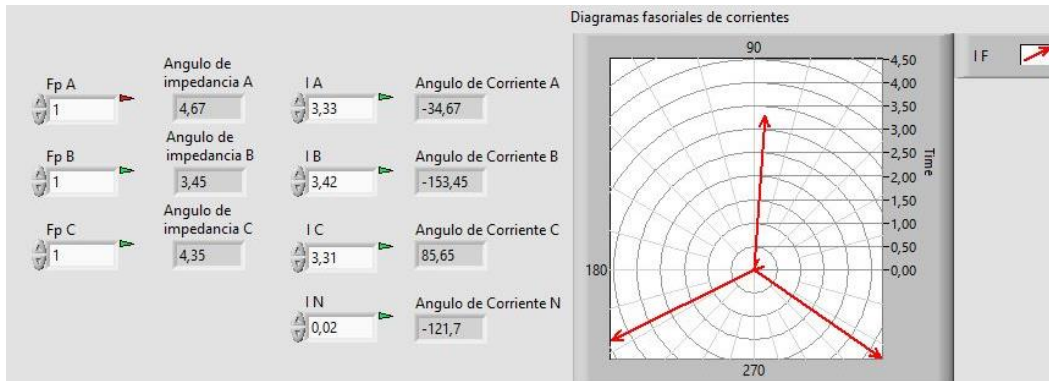 Diagramas fasoriales de corrientes
Fp A
1
Angulo de
impedancia A
4,67
I A
3,33
Angulo de Corriente A
-34,67
Fp B
1
Angulo de
impedancia B
3,45
I B
3,42
Angulo de Corriente B
-153,45
Fp C
1
Angulo de
impedancia C
4,35
I C
3,31
Angulo de Corriente C
85,65
I N
0,02
Angulo de Corriente N
-121,7
90
180
270
4,50
4,00
3,50
3,00
2,50
2,00
1,50
1,00
0,50
0,00
Time
I F